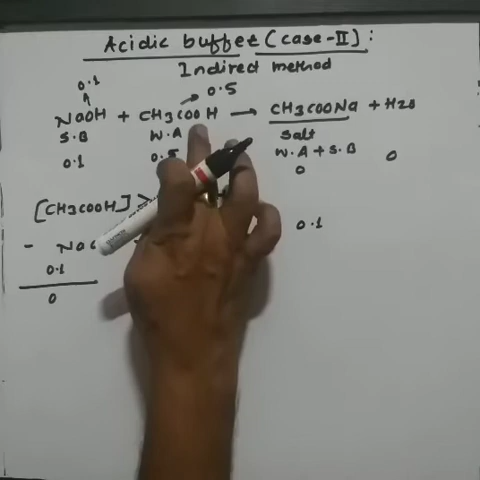 Acidic buffer (case-II):
Indirect method
0.1
0.5
NaOH + CH3COOH → CH3COONa + H2O
S.B W.A Salt
W.A + S.B
0.1 0.5 0 0
[CH3COOH] >
0.1
-
0.1
0